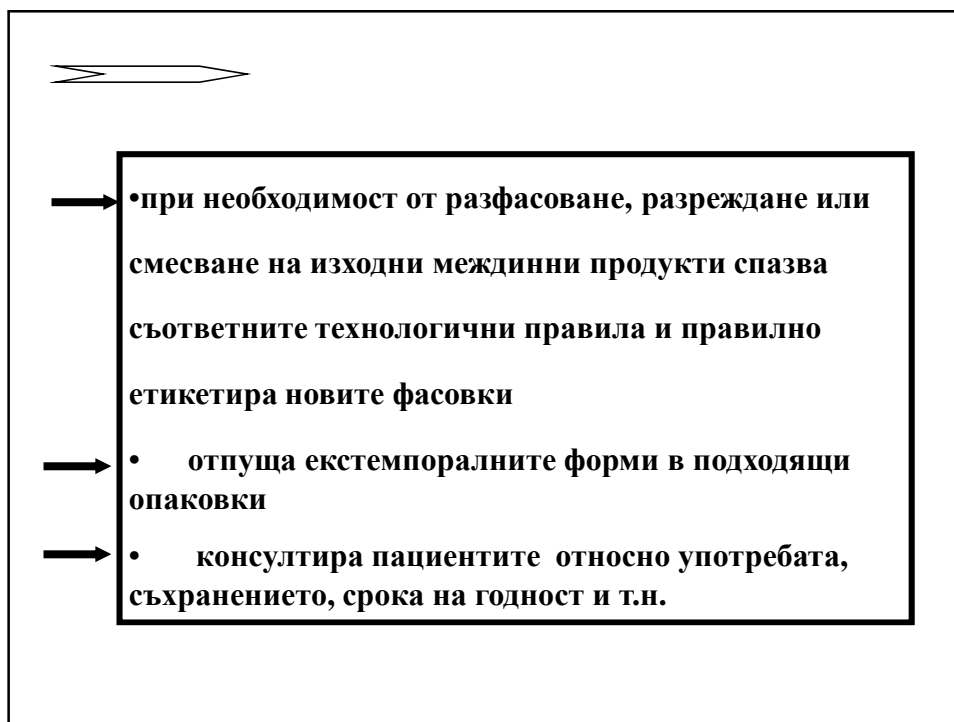 •при необходимост от разфасоване, разреждане или
смесване на изходни междинни продукти спазва
съответните технологични правила и правилно
етикетира новите фасовки
• отпуща екстемпоралните форми в подходящи
опаковки
• консултира пациентите относно употребата,
съхранението, срока на годност и т.н.